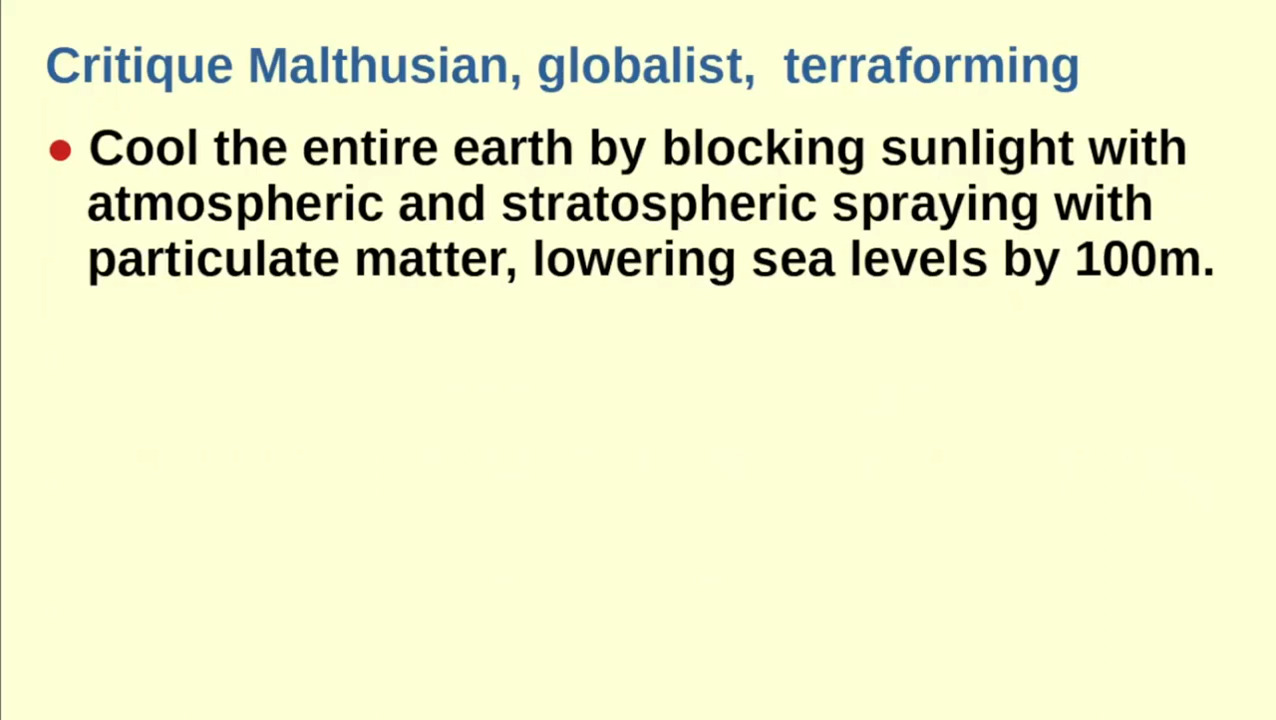 Critique Malthusian, globalist,  terraforming
● Cool the entire earth by blocking sunlight with
atmospheric and stratospheric spraying with
particulate matter, lowering sea levels by 100m.